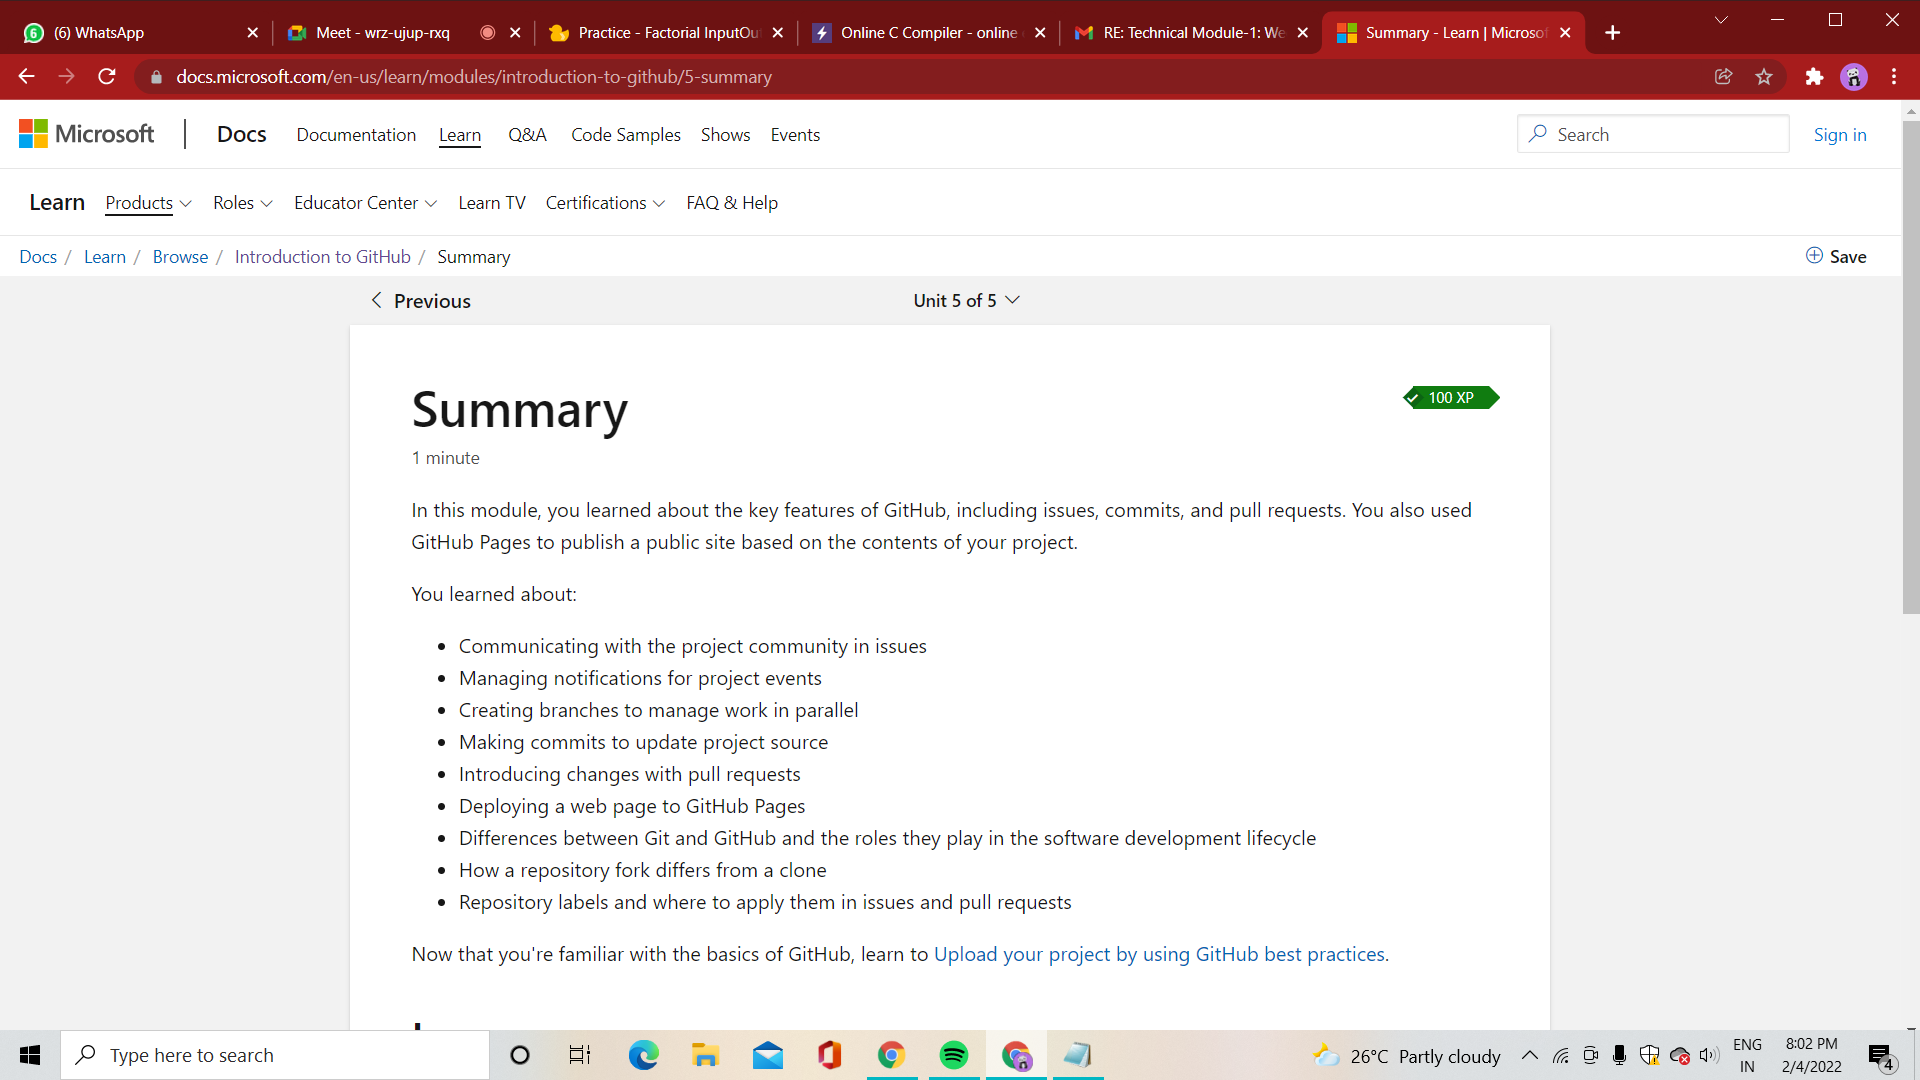 (6) WhatsApp
Meet - wrz-ujup-rxq
Practice - Factorial InputOu
Online C Compiler - online
RE: Technical Module-1: We
Summary - Learn | Microsof
docs.microsoft.com/en-us/learn/modules/introduction-to-github/5-summary
Microsoft
Docs
Documentation
Learn
Q&A
Code Samples
Shows
Events
Search
Sign in
Learn
Products
Roles
Educator Center
Learn TV
Certifications
FAQ & Help
Docs / Learn / Browse / Introduction to GitHub / Summary
Save
Previous
Unit 5 of 5
Summary
100 XP
1 minute
In this module, you learned about the key features of GitHub, including issues, commits, and pull requests. You also used
GitHub Pages to publish a public site based on the contents of your project.
You learned about:
• Communicating with the project community in issues
• Managing notifications for project events
• Creating branches to manage work in parallel
• Making commits to update project source
• Introducing changes with pull requests
• Deploying a web page to GitHub Pages
• Differences between Git and GitHub and the roles they play in the software development lifecycle
• How a repository fork differs from a clone
• Repository labels and where to apply them in issues and pull requests
Now that you're familiar with the basics of GitHub, learn to Upload your project by using GitHub best practices.
Type here to search
26°C Partly cloudy
ENG
IN
8:02 PM
2/4/2022
4